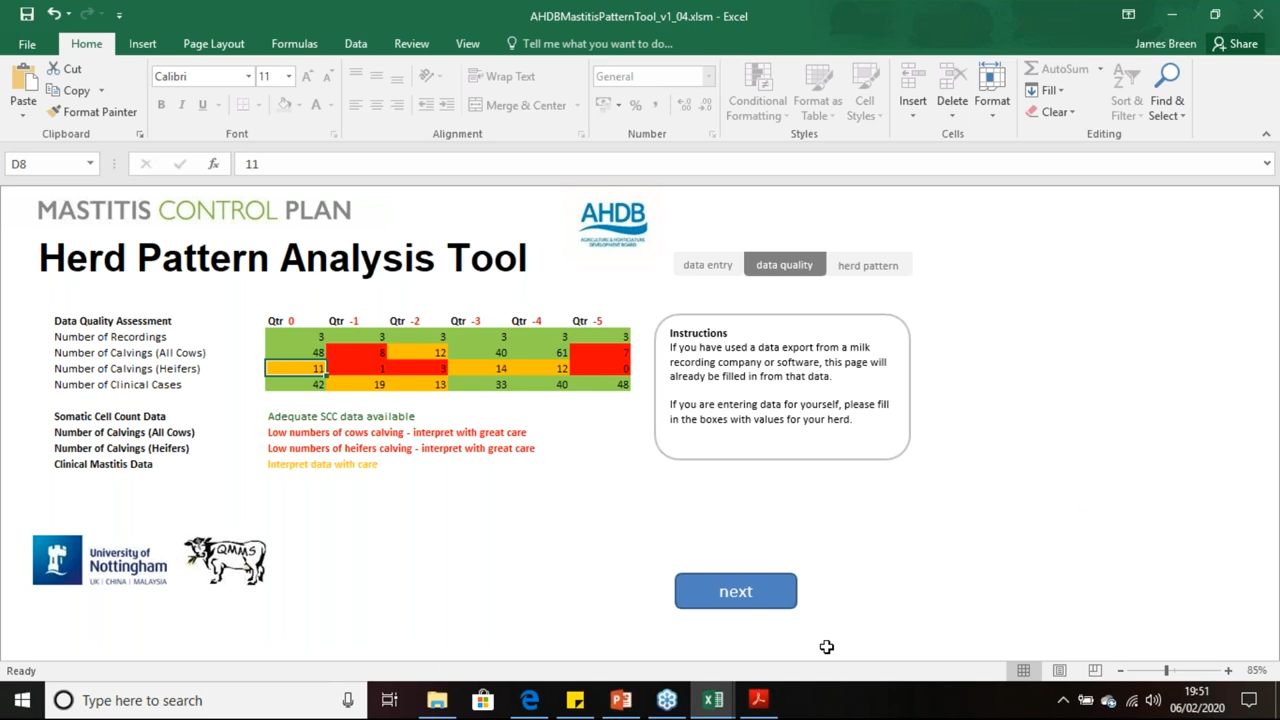 AHDBMastitisPatternTool_v1_04.xlsm - Excel
File Home Insert Page Layout Formulas Data Review View Tell me what you want to do... James Breen Share
Cut
Copy
Format Painter
Paste
Calibri 11
B I U
Wrap Text
Merge & Center
General
Conditional Formatting
Format as Table
Cell Styles
Insert Delete Format
AutoSum
Fill
Clear
Sort & Filter
Find & Select
Clipboard Font Alignment Number Styles Cells Editing
D8 fx 11
MASTITIS CONTROL PLAN
AHDB
AGRICULTURE & HORTICULTURE
DEVELOPMENT BOARD
Herd Pattern Analysis Tool
data entry data quality herd pattern
Data Quality Assessment Qtr 0 Qtr -1 Qtr -2 Qtr -3 Qtr -4 Qtr -5
Number of Recordings 3 3 3 3 3 3
Number of Calvings (All Cows) 48 8 12 40 61 7
Number of Calvings (Heifers) 11 1 3 14 12 0
Number of Clinical Cases 42 19 13 33 40 48
Somatic Cell Count Data Adequate SCC data available
Number of Calvings (All Cows) Low numbers of cows calving - interpret with great care
Number of Calvings (Heifers) Low numbers of heifers calving - interpret with great care
Clinical Mastitis Data Interpret data with care
Instructions
If you have used a data export from a milk
recording company or software, this page will
already be filled in from that data.
If you are entering data for yourself, please fill
in the boxes with values for your herd.
University of
Nottingham
UK | CHINA | MALAYSIA
QMMS
next
Ready
85%
Type here to search
19:51
06/02/2020